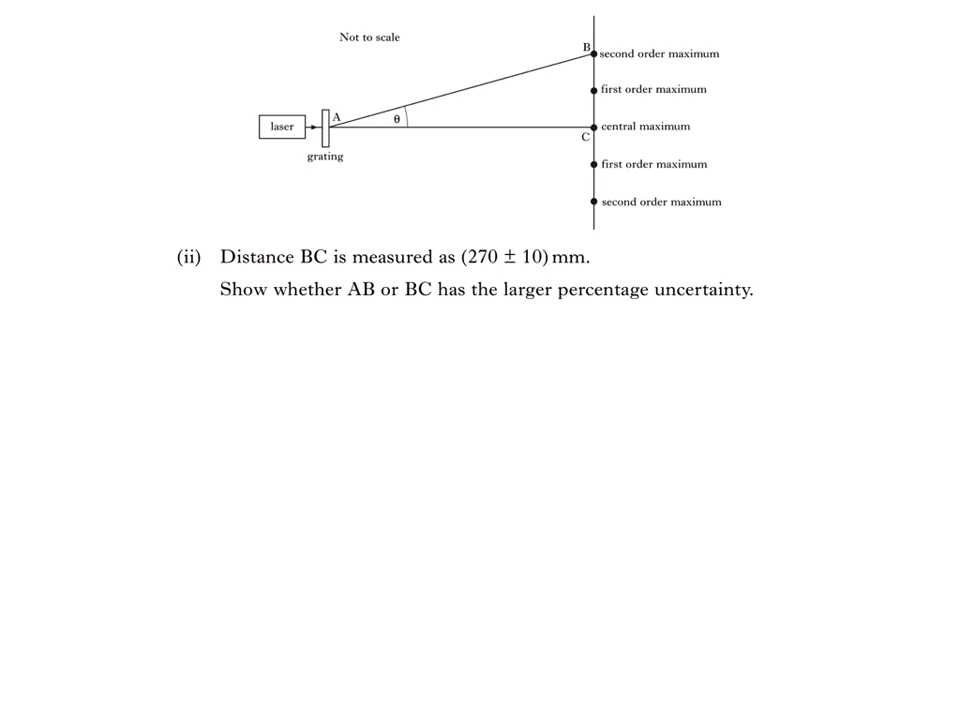 Not to scale
B
second order maximum
first order maximum
A
θ
laser
central maximum
C
grating
first order maximum
second order maximum
(ii) Distance BC is measured as (270 ± 10) mm.
Show whether AB or BC has the larger percentage uncertainty.